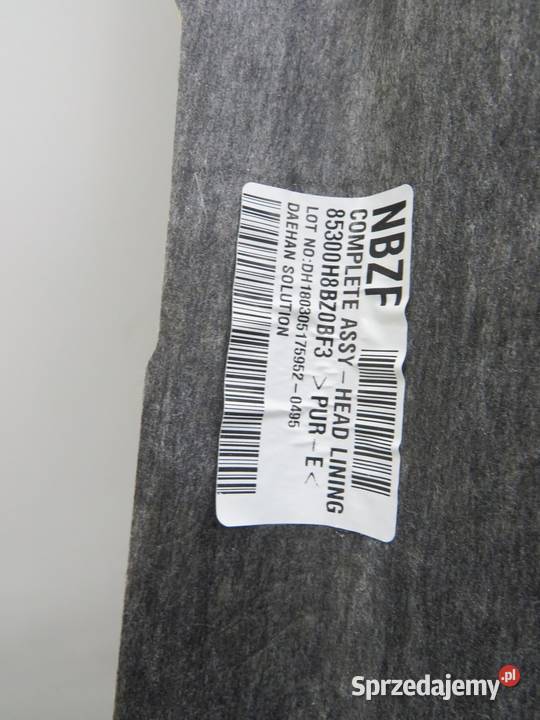 NBZF
COMPLETE ASSY-HEAD LINING
85300H8BZ0BF3 >PUR-E<
LOT NO:DH180305175952-0495
DAEHAN SOLUTION
Sprzedajemy.pl